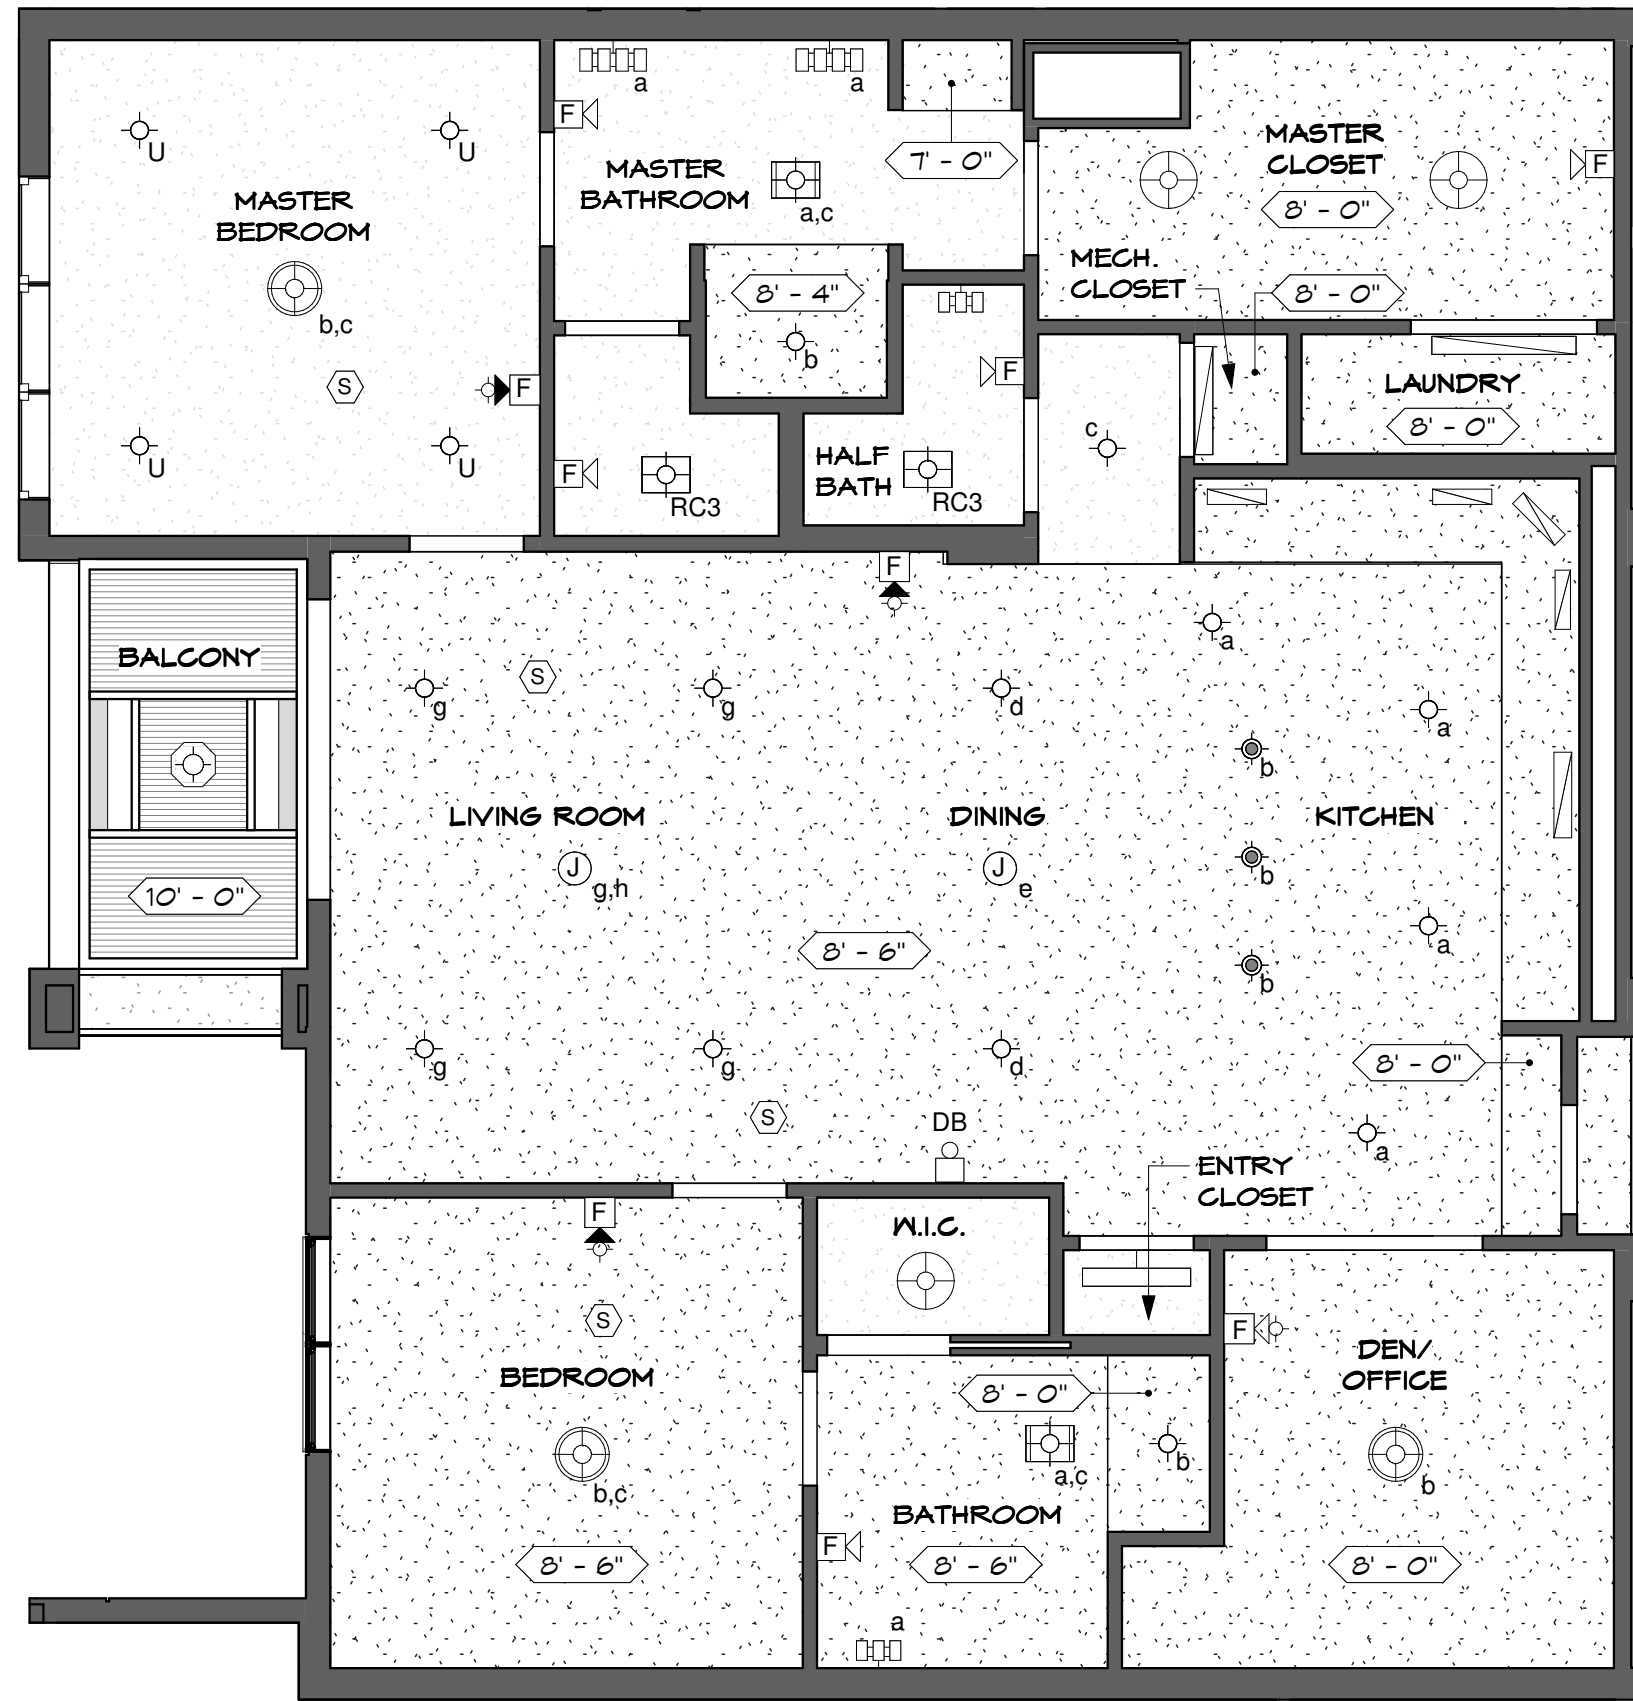 a
a
F
MASTER
BATHROOM
a,c
7' - 0"
MASTER
CLOSET
8' - 0"
F
U
U
MASTER
BEDROOM
b,c
S
F
U
U
MECH.
CLOSET
8' - 0"
8' - 4"
b
F
LAUNDRY
8' - 0"
c
F
RC3
HALF
BATH
RC3
F
BALCONY
10' - 0"
S
g
g
d
a
a
b
LIVING ROOM
DINING
KITCHEN
J
g,h
J
e
b
8' - 6"
a
b
g
g
d
8' - 0"
S
DB
a
ENTRY
CLOSET
F
W.I.C.
S
BEDROOM
b,c
8' - 6"
8' - 0"
a,c
b
BATHROOM
F
8' - 6"
a
F
DEN/
OFFICE
b
8' - 0"